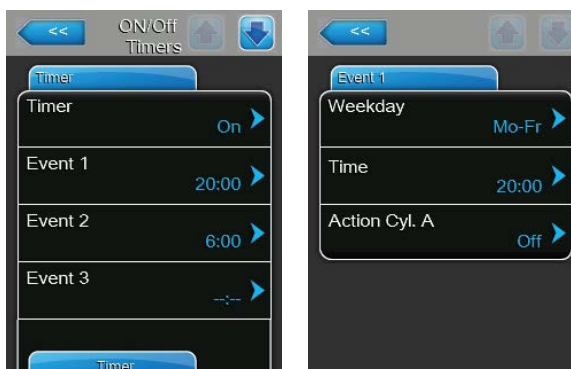 <<
ON/Off
Timers
Timer
Timer
On
Event 1
20:00
Event 2
6:00
Event 3
--:--
Timer
<<
Event 1
Weekday
Mo-Fr
Time
20:00
Action Cyl. A
Off